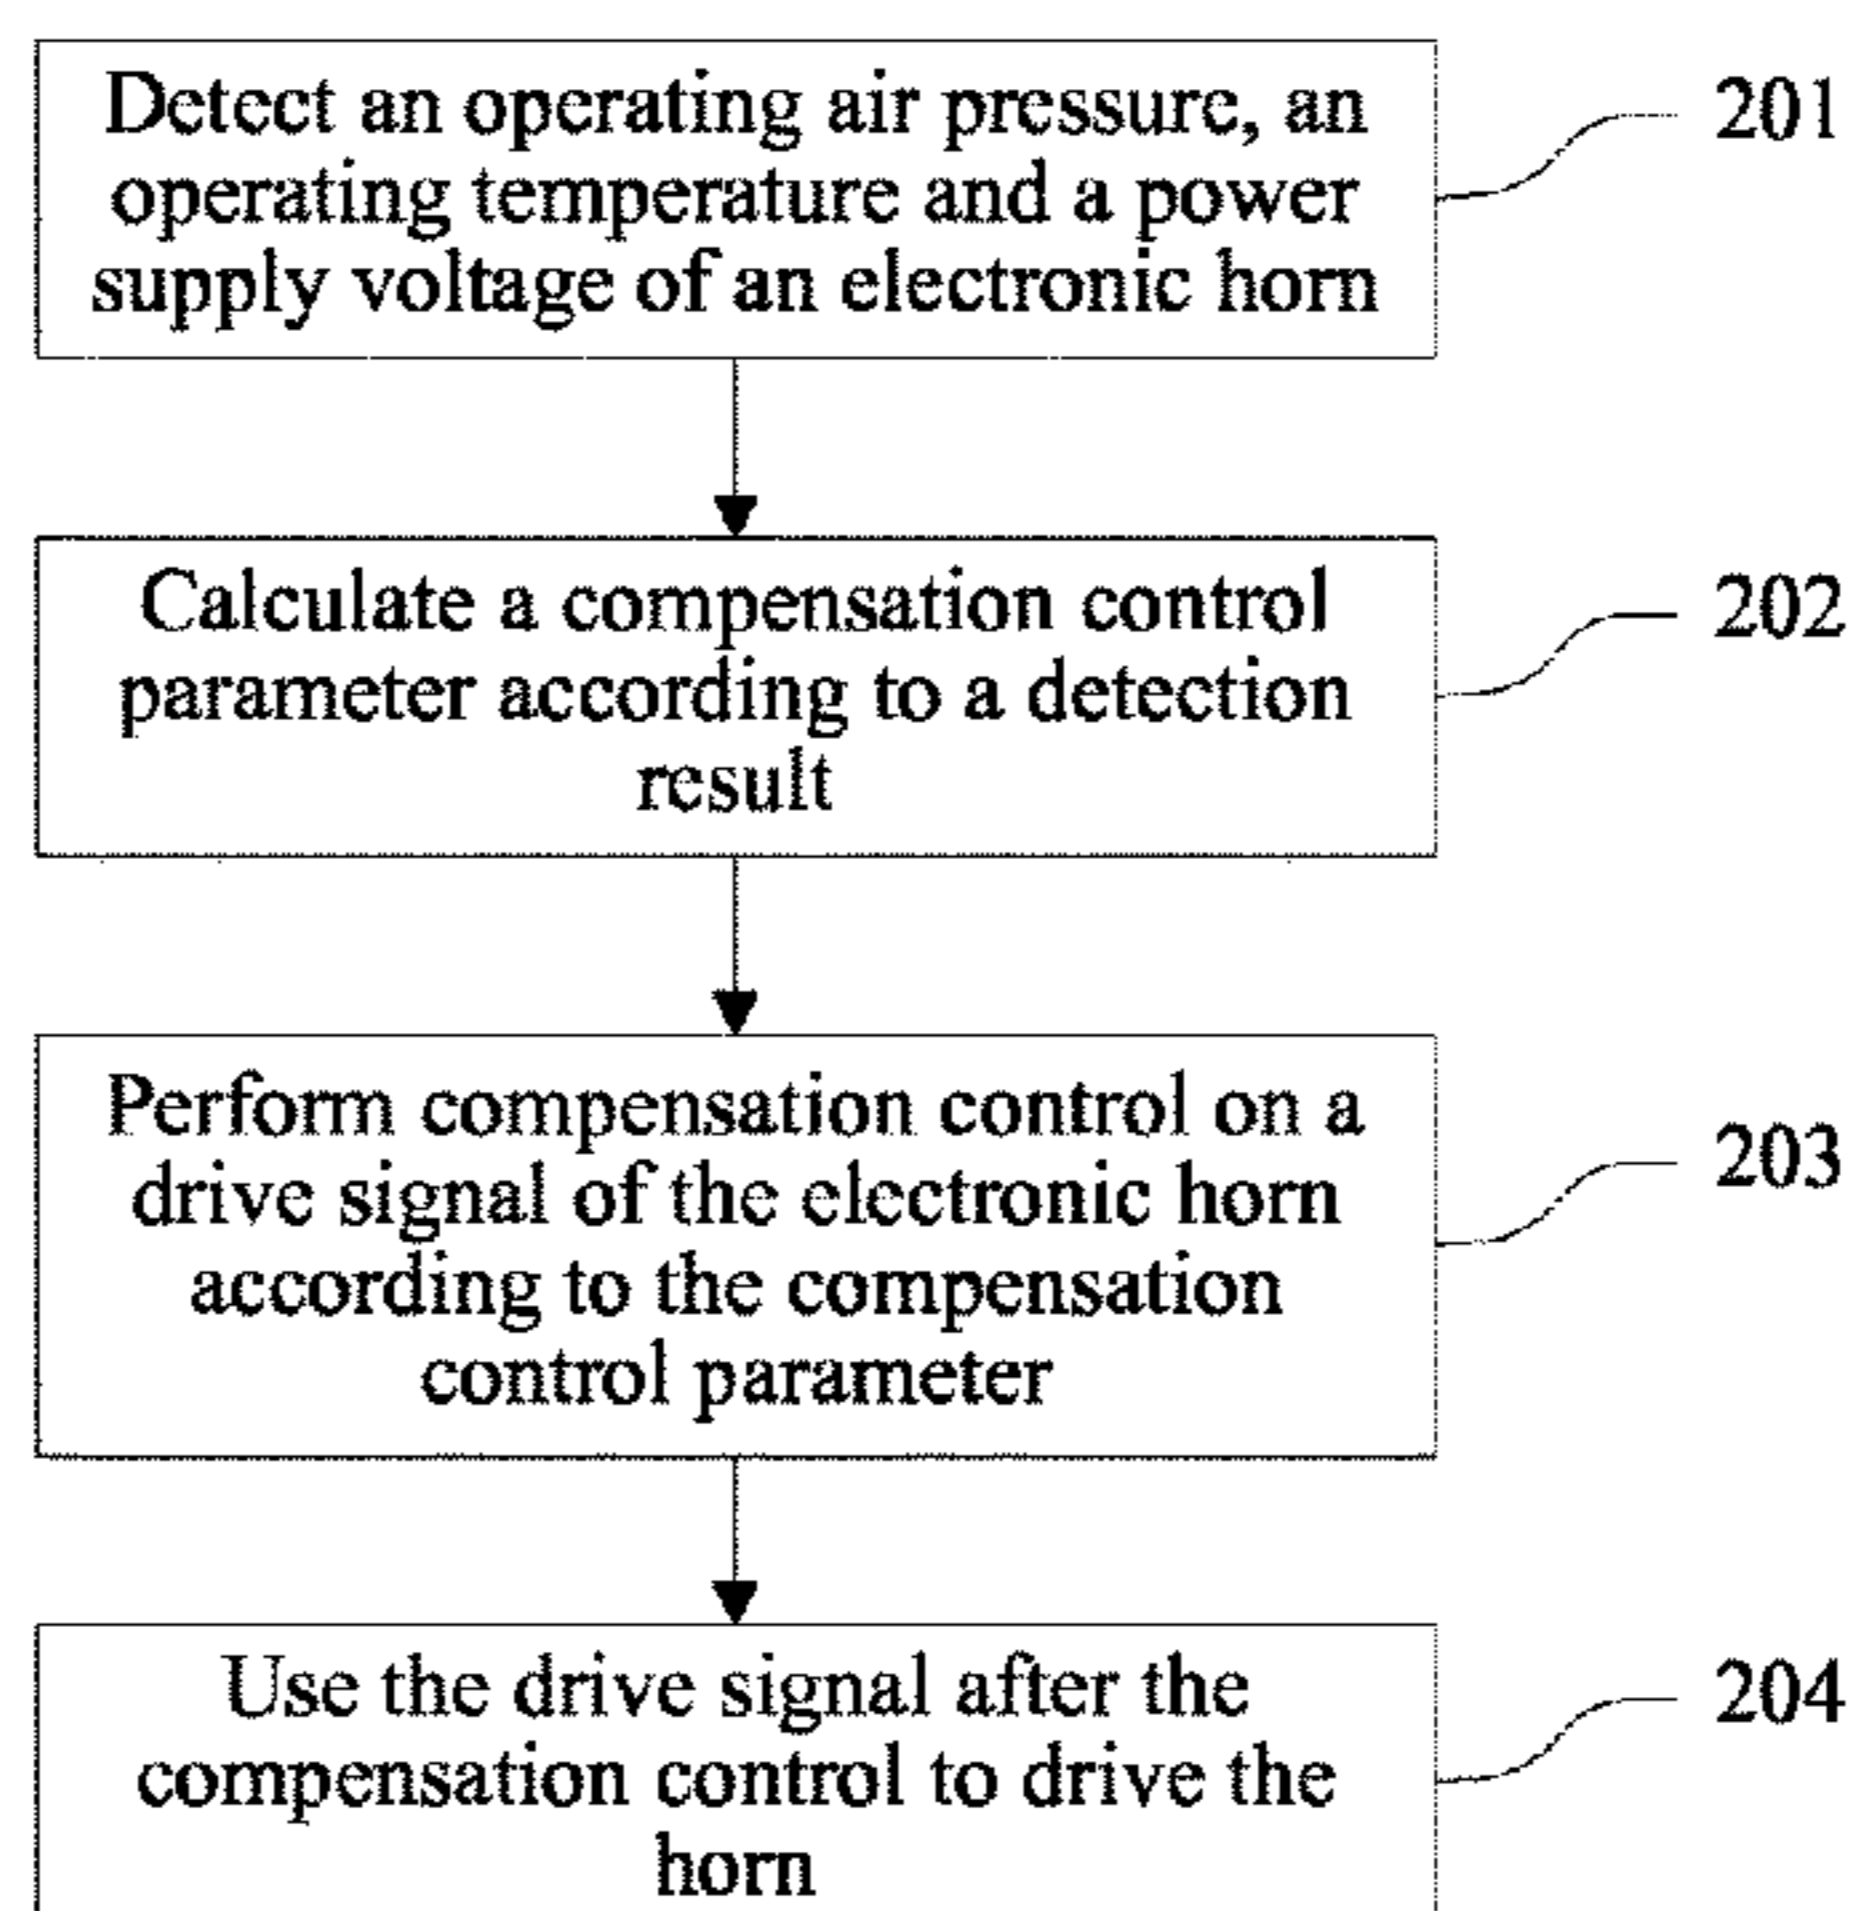 Detect an operating air pressure, an
operating temperature and a power
supply voltage of an electronic horn
201
Calculate a compensation control
parameter according to a detection
result
202
Perform compensation control on a
drive signal of the electronic horn
according to the compensation
control parameter
203
Use the drive signal after the
compensation control to drive the
horn
204